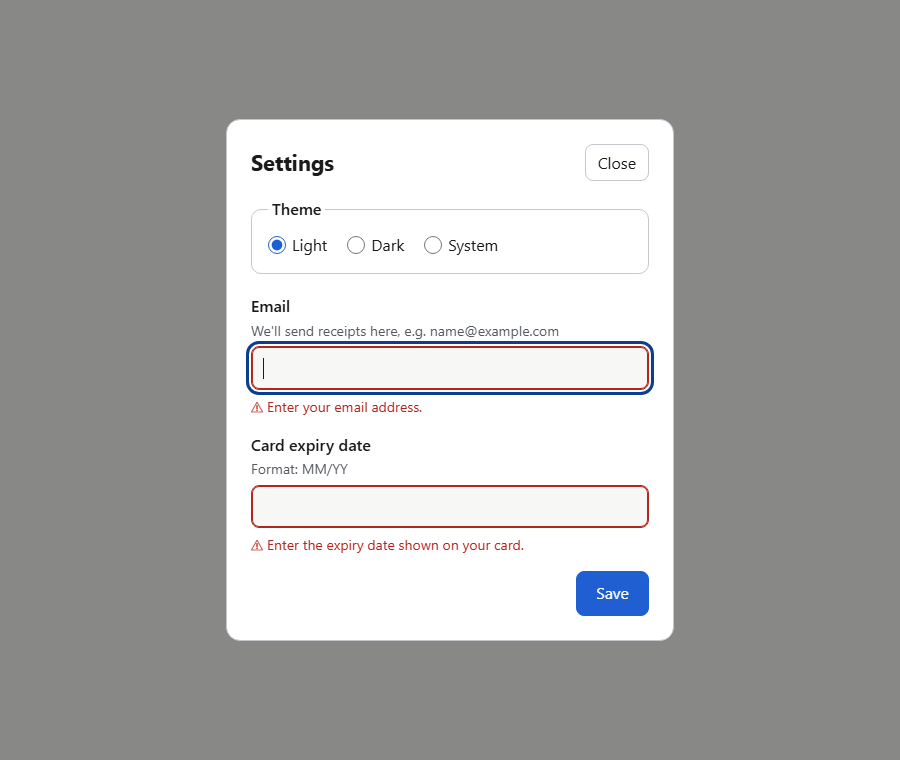 Settings
Close
Theme
Light
Dark
System
Email
We'll send receipts here, e.g. name@example.com
⚠ Enter your email address.
Card expiry date
Format: MM/YY
⚠ Enter the expiry date shown on your card.
Save